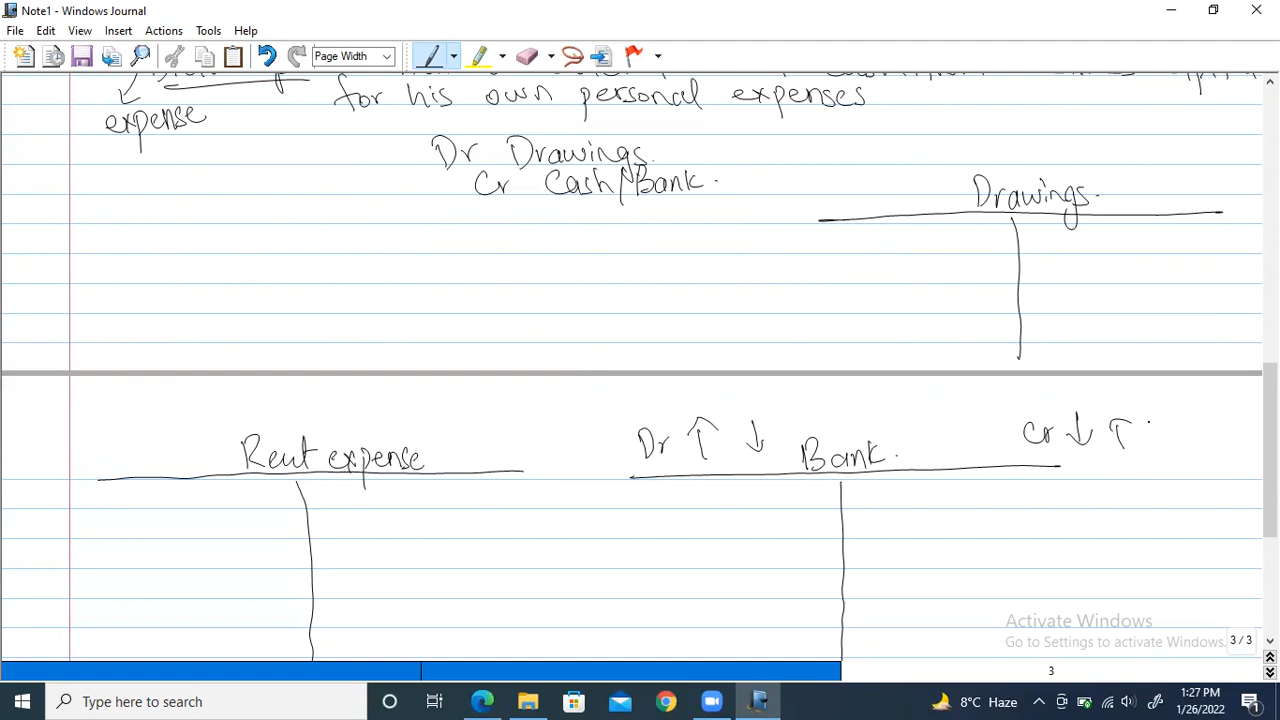 Note1 - Windows Journal
File Edit View Insert Actions Tools Help
Page Width
for his own personal expenses
expense
Dr Drawings.
Cr Cash/Bank.
Drawings.
Rent expense
Dr ↑ ↓ Bank. Cr ↓ ↑
Activate Windows
Go to Settings to activate Windows.
3 / 3
3
Type here to search
8°C Haze
1:27 PM
1/26/2022
1